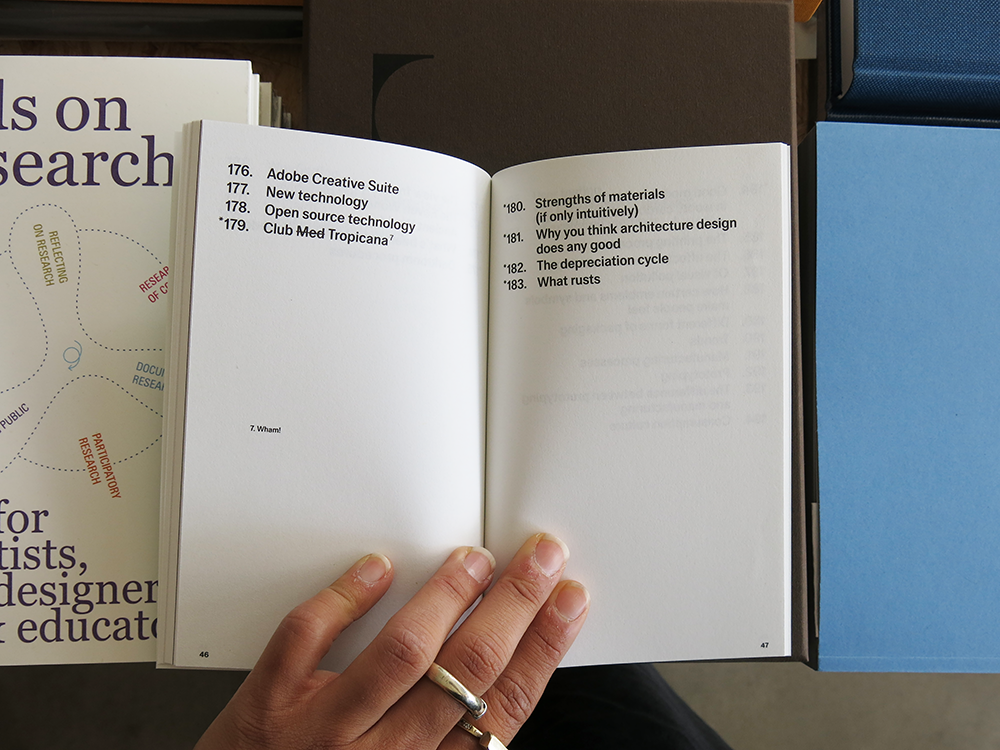 ds on
search
REFLECTING
ON RESEARCH
RESEAR
OF C
DOCU
RESEA
PUBLIC
PARTICIPATORY
RESEARCH
for
tists,
designer
& educato
176. Adobe Creative Suite
177. New technology
178. Open source technology
*179. Club Med Tropicana⁷
7. Wham!
46
*180. Strengths of materials
(if only intuitively)
*181. Why you think architecture design
does any good
*182. The depreciation cycle
*183. What rusts
47